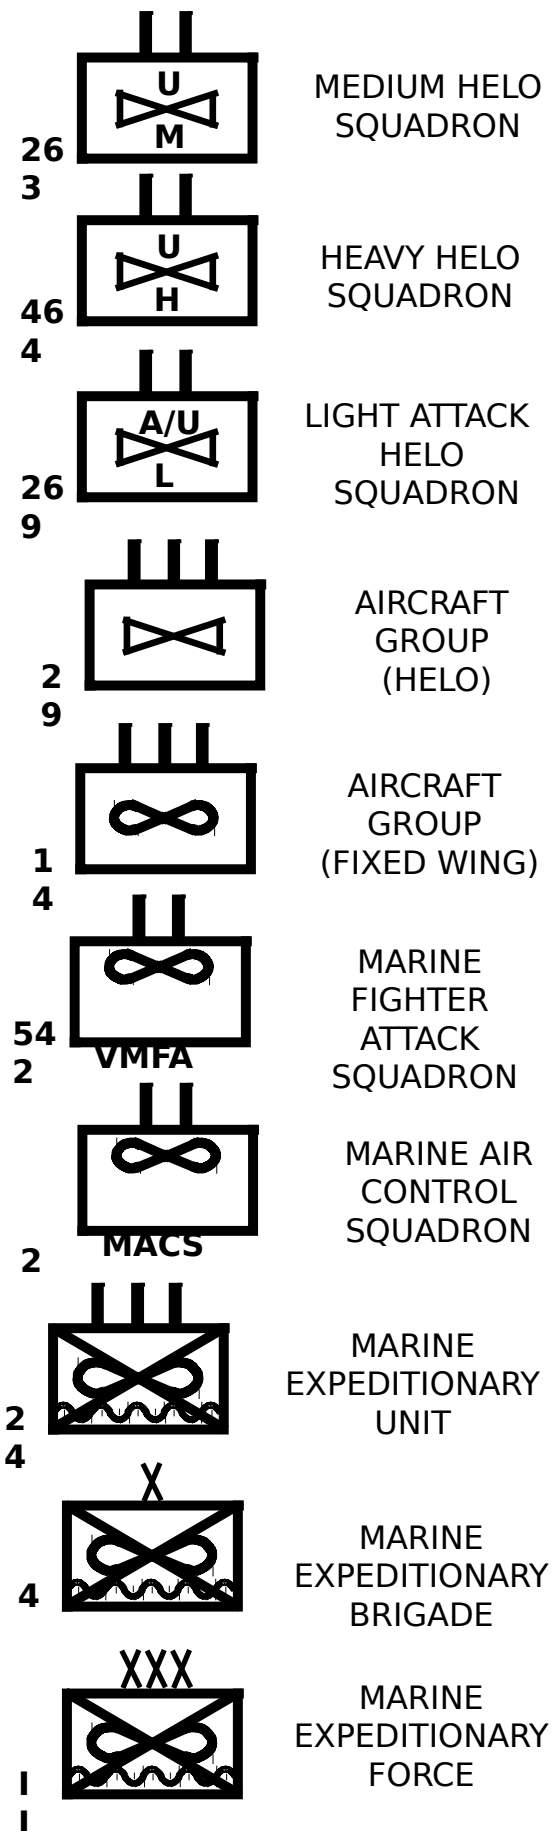 U
M
26
3
MEDIUM HELO
SQUADRON
U
H
46
4
HEAVY HELO
SQUADRON
A/U
L
26
9
LIGHT ATTACK
HELO
SQUADRON
2
9
AIRCRAFT
GROUP
(HELO)
1
4
AIRCRAFT
GROUP
(FIXED WING)
54
2
VMFA
MARINE
FIGHTER
ATTACK
SQUADRON
2
MACS
MARINE AIR
CONTROL
SQUADRON
2
4
MARINE
EXPEDITIONARY
UNIT
X
4
MARINE
EXPEDITIONARY
BRIGADE
XXX
I
I
MARINE
EXPEDITIONARY
FORCE